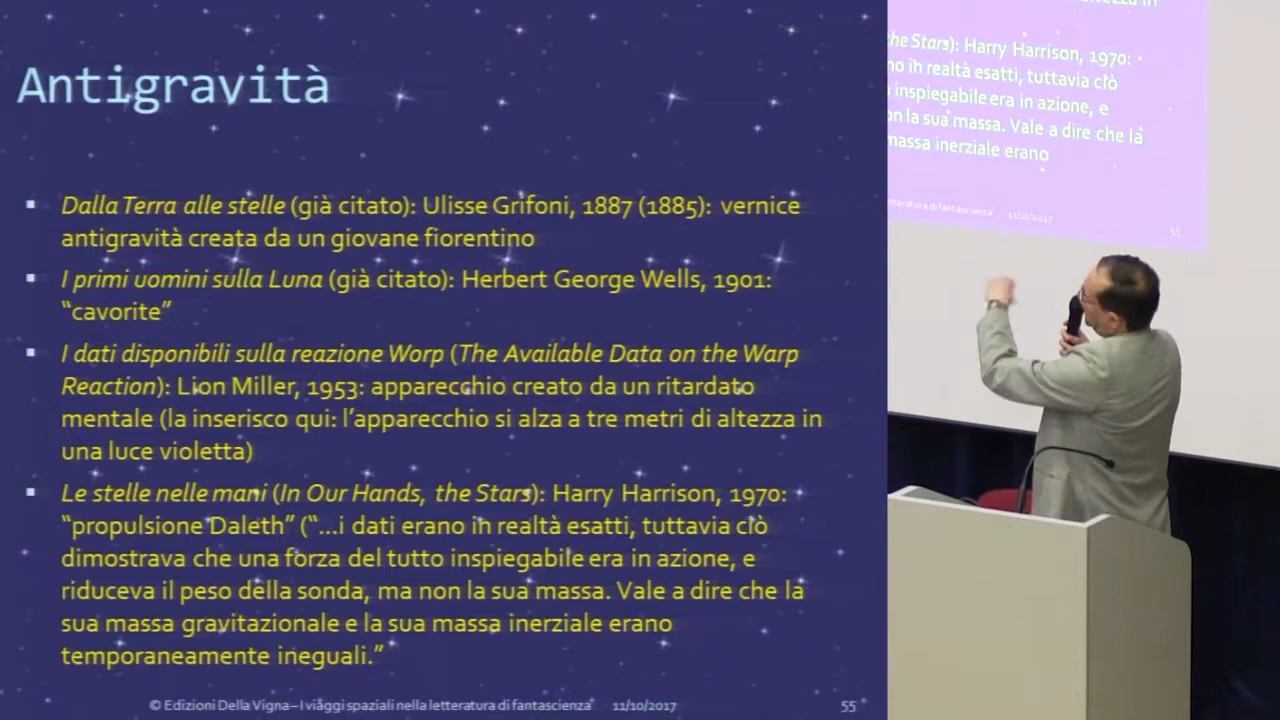 Antigravità
Dalla Terra alle stelle (già citato): Ulisse Grifoni, 1887 (1885): vernice
antigravità creata da un giovane fiorentino
I primi uomini sulla Luna (già citato): Herbert George Wells, 1901:
“cavorite”
I dati disponibili sulla reazione Worp (The Available Data on the Warp
Reaction): Lion Miller, 1953: apparecchio creato da un ritardato
mentale (la inserisco qui: l’apparecchio si alza a tre metri di altezza in
una luce violetta)
Le stelle nelle mani (In Our Hands, the Stars): Harry Harrison, 1970:
“propulsione Daleth” (“…i dati erano in realtà esatti, tuttavia ciò
dimostrava che una forza del tutto inspiegabile era in azione, e
riduceva il peso della sonda, ma non la sua massa. Vale a dire che la
sua massa gravitazionale e la sua massa inerziale erano
temporaneamente ineguali.”
© Edizioni Della Vigna – I viaggi spaziali nella letteratura di fantascienza 11/10/2017 55
the Stars): Harry Harrison, 1970:
no in realtà esatti, tuttavia ciò
inspiegabile era in azione, e
on la sua massa. Vale a dire che la
massa inerziale erano
letteratura di fantascienza 11/10/2017
55